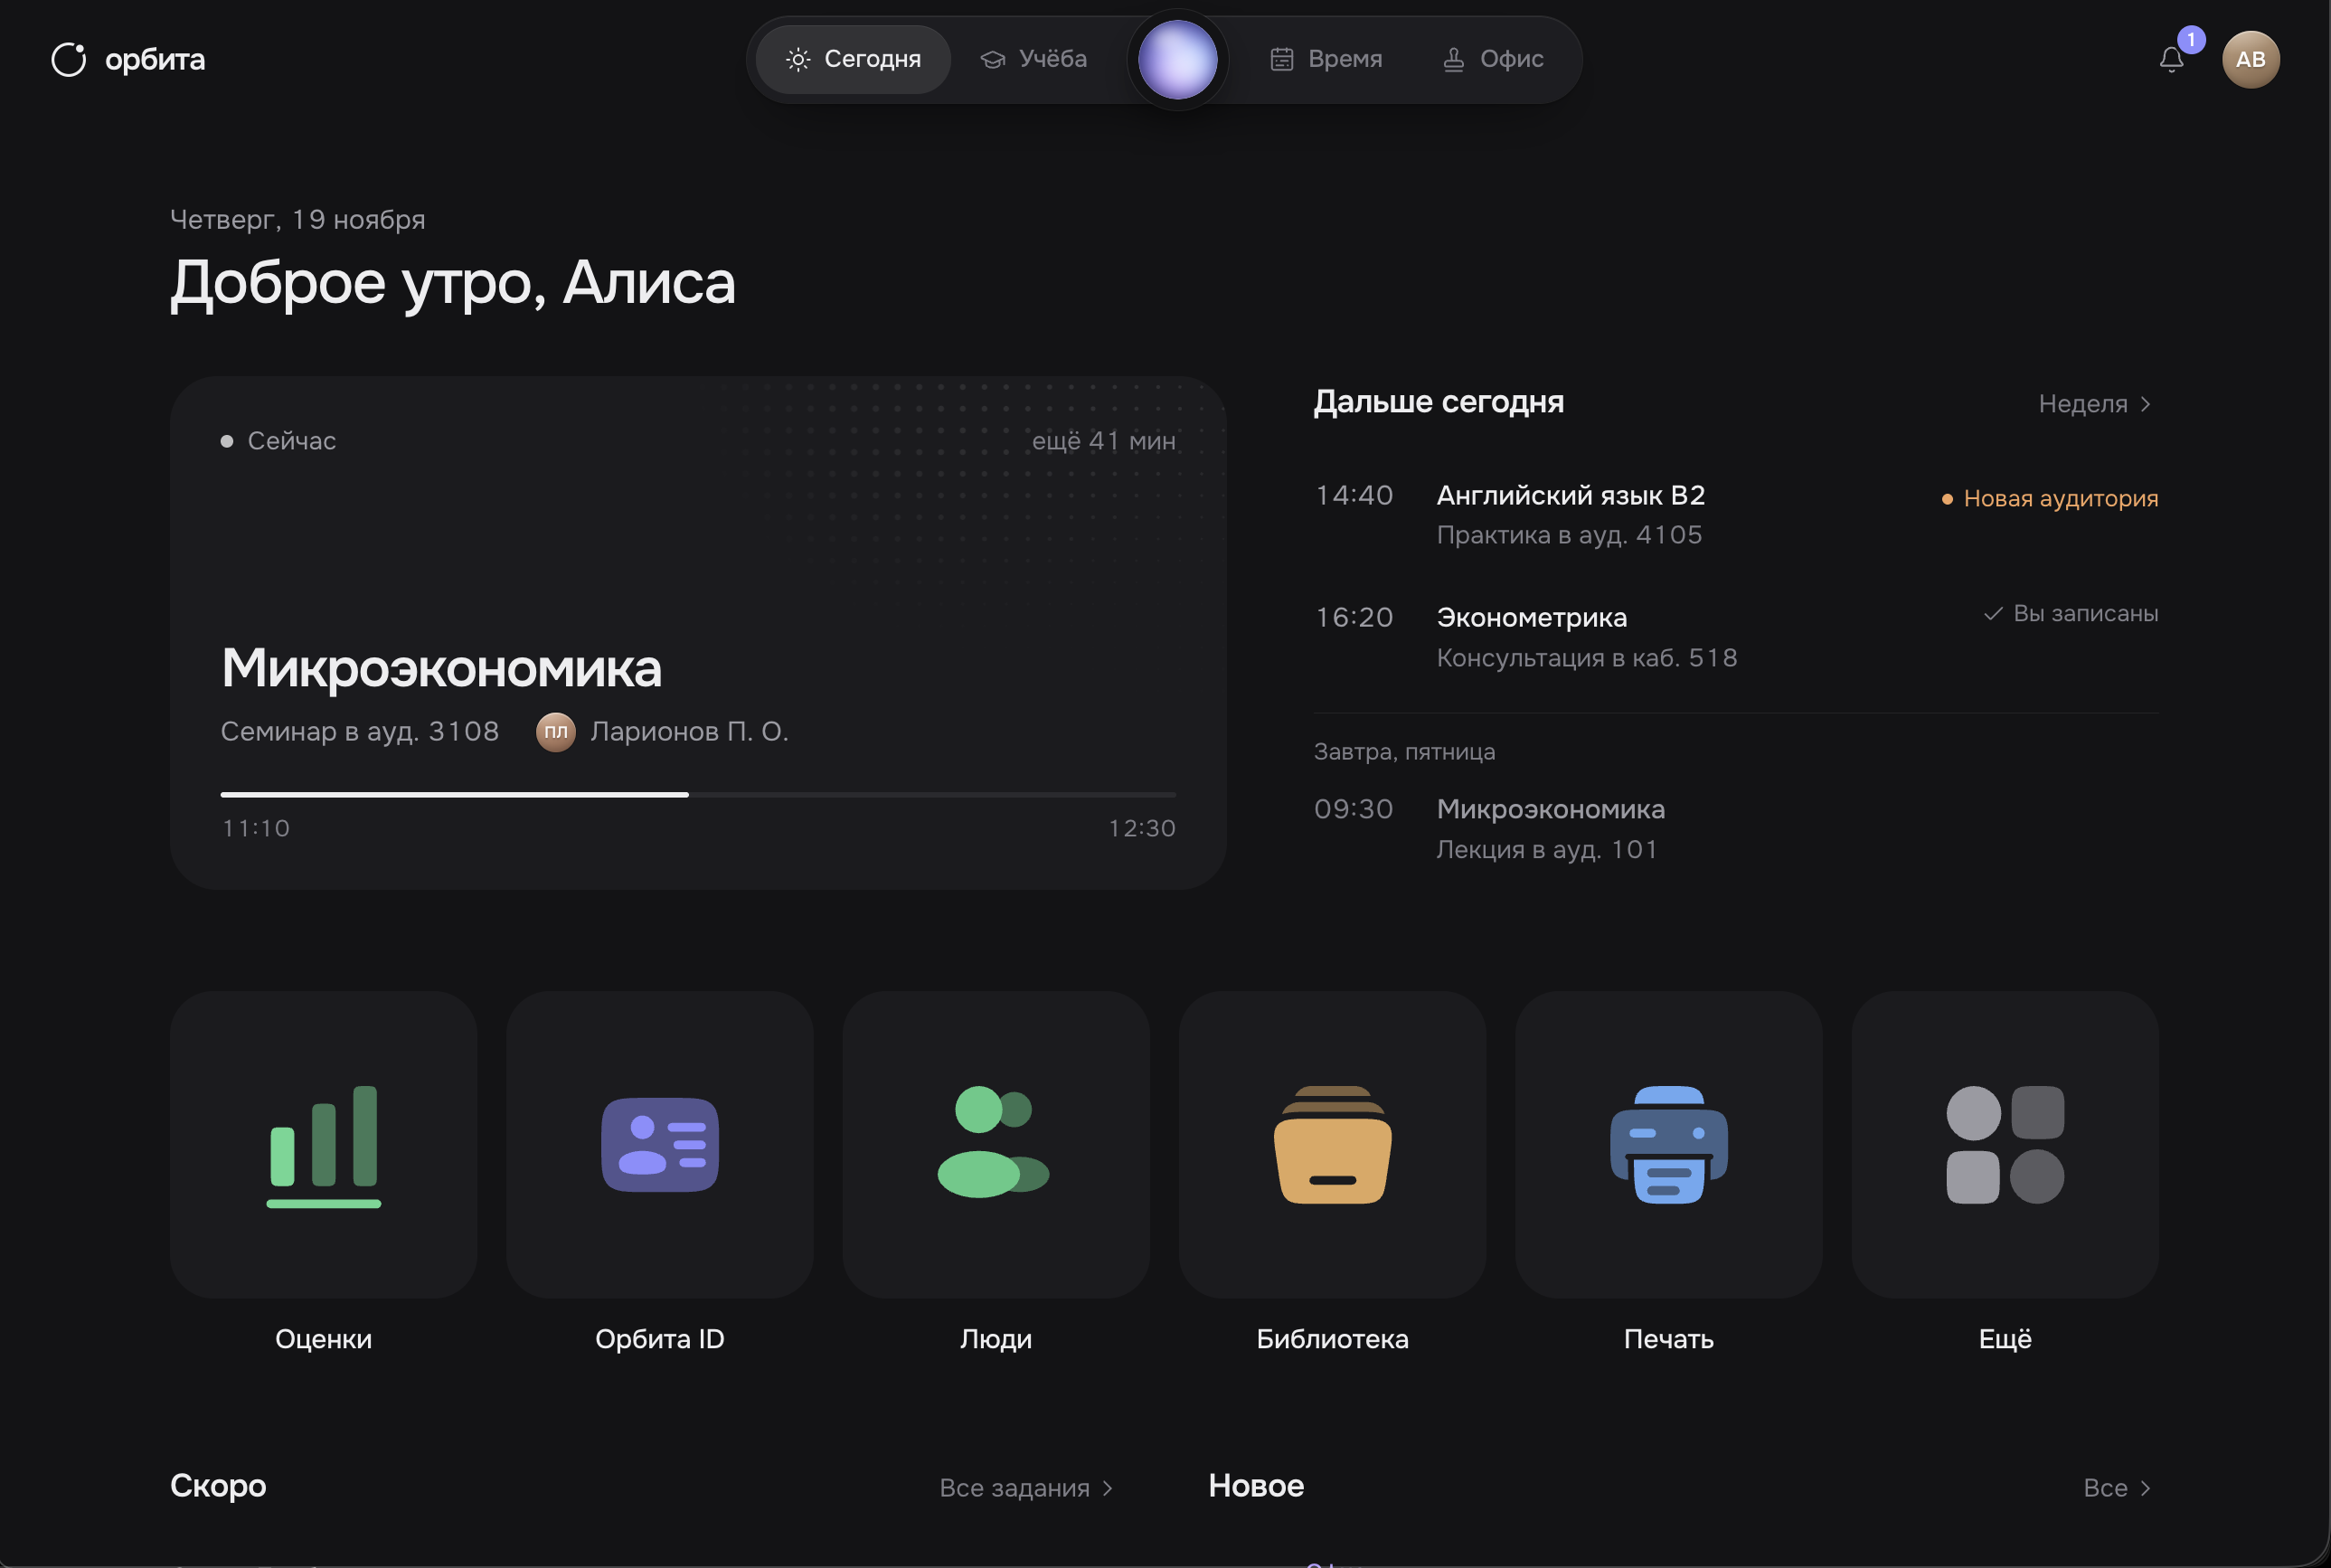 орбита
Сегодня
Учёба
Время
Офис
1
АВ
Четверг, 19 ноября
Доброе утро, Алиса
Сейчас
ещё 41 мин
Микроэкономика
Семинар в ауд. 3108
ПЛ
Ларионов П. О.
11:10
12:30
Дальше сегодня
Неделя
14:40
Английский язык B2
Новая аудитория
Практика в ауд. 4105
16:20
Эконометрика
Вы записаны
Консультация в каб. 518
Завтра, пятница
09:30
Микроэкономика
Лекция в ауд. 101
Оценки
Орбита ID
Люди
Библиотека
Печать
Ещё
Скоро
Все задания
Новое
Все